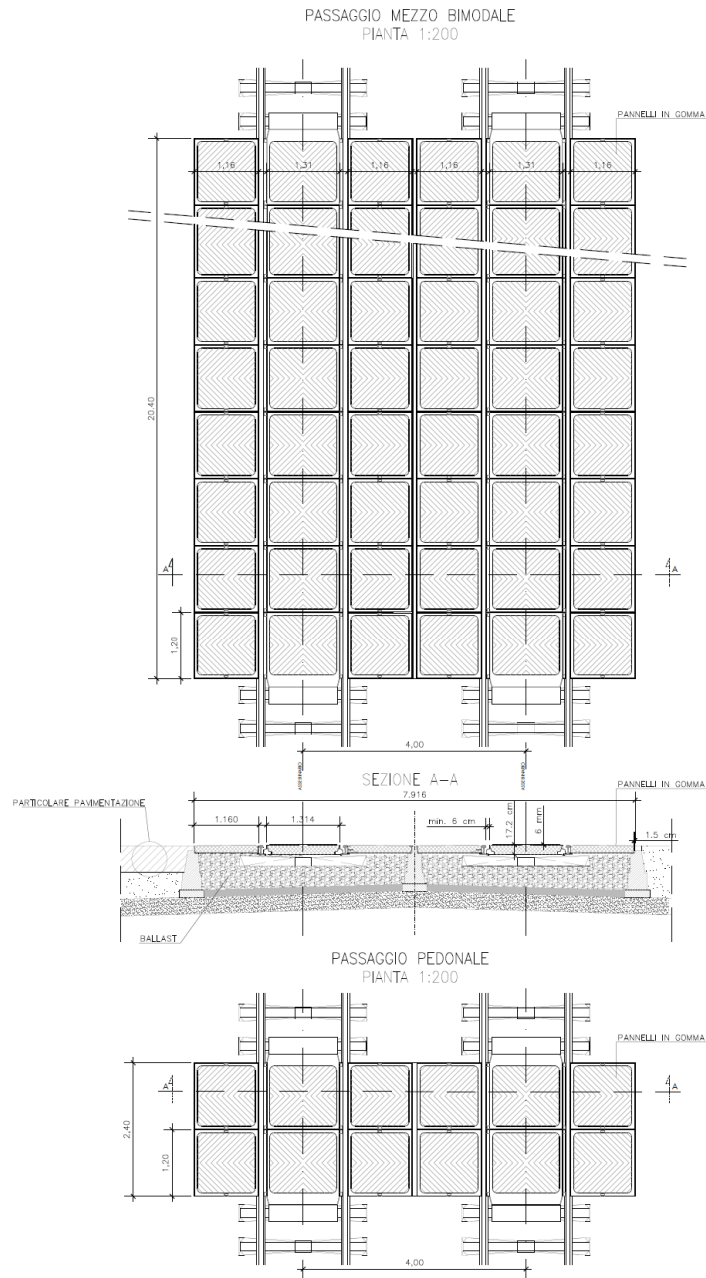 PASSAGGIO MEZZO BIMODALE
PIANTA 1:200
PANNELLI IN GOMMA
1,16 1,31 1,16 1,16 1,31 1,16
20.40
A A
1,20
4,00
SEZIONE A-A
7.916
PANNELLI IN GOMMA
PARTICOLARE PAVIMENTAZIONE
1.160 1.314 min. 6 cm 17.2 cm 6 mm 1.5 cm
BALLAST
PASSAGGIO PEDONALE
PIANTA 1:200
PANNELLI IN GOMMA
A A
2,40
1,20
4,00